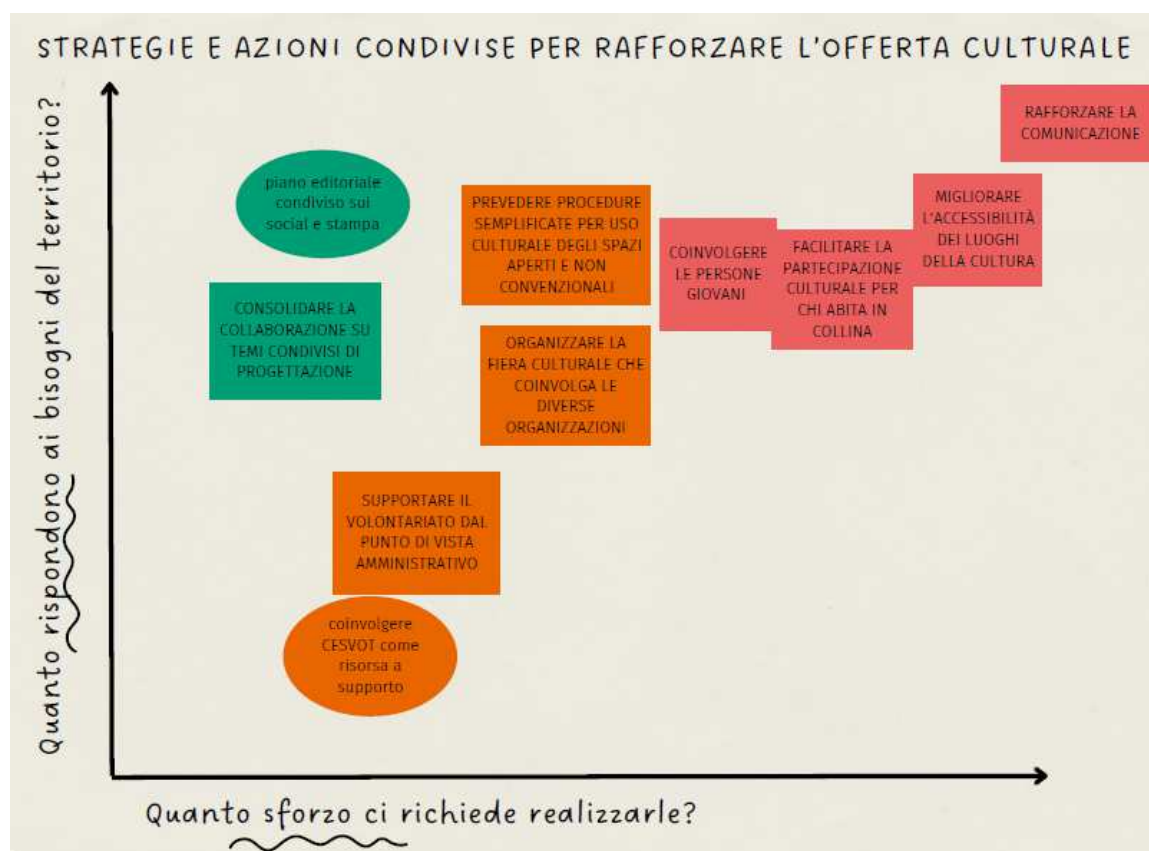 STRATEGIE E AZIONI CONDIVISE PER RAFFORZARE L'OFFERTA CULTURALE
Quanto rispondono ai bisogni del territorio?
RAFFORZARE LA
COMUNICAZIONE
piano editoriale
condiviso sui
social e stampa
PREVEDERE PROCEDURE
SEMPLIFICATE PER USO
CULTURALE DEGLI SPAZI
APERTI E NON
CONVENZIONALI
COINVOLGERE
LE PERSONE
GIOVANI
FACILITARE LA
PARTECIPAZIONE
CULTURALE PER
CHI ABITA IN
COLLINA
MIGLIORARE
L'ACCESSIBILITÀ
DEI LUOGHI
DELLA CULTURA
CONSOLIDARE LA
COLLABORAZIONE SU
TEMI CONDIVISI DI
PROGETTAZIONE
ORGANIZZARE LA
FIERA CULTURALE CHE
COINVOLGA LE
DIVERSE
ORGANIZZAZIONI
SUPPORTARE IL
VOLONTARIATO DAL
PUNTO DI VISTA
AMMINISTRATIVO
coinvolgere
CESVOT come
risorsa a
supporto
Quanto sforzo ci richiede realizzarle?